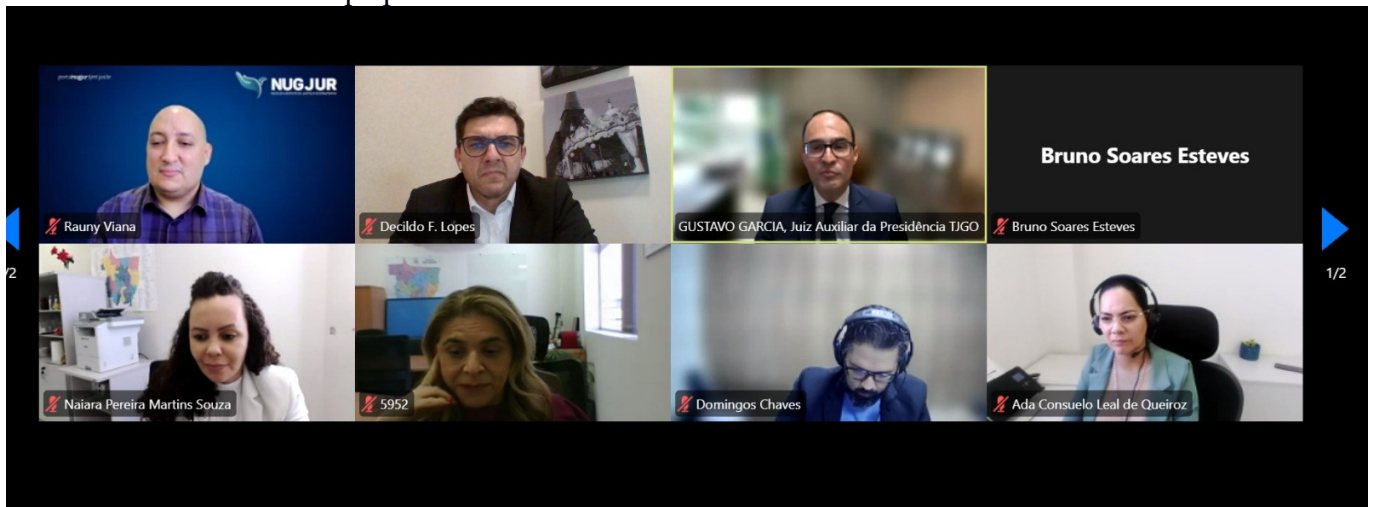 NUGJUR
Rauny Viana
Decildo F. Lopes
GUSTAVO GARCIA, Juiz Auxiliar da Presidência TJGO
Bruno Soares Esteves
Bruno Soares Esteves
/2
1/2
Naiara Pereira Martins Souza
5952
Domingos Chaves
Ada Consuelo Leal de Queiroz